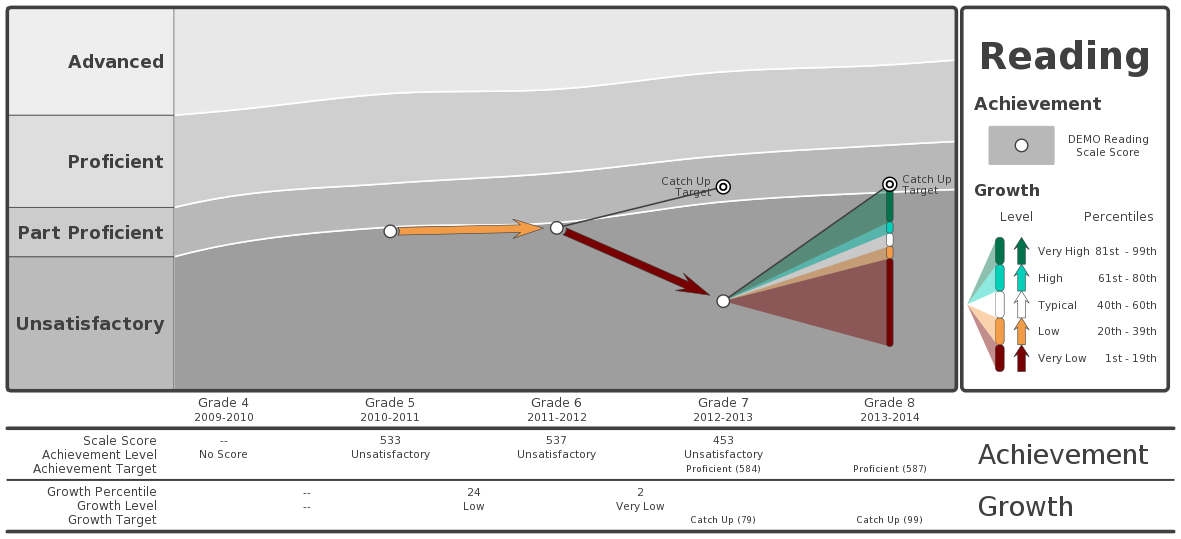 Advanced
Proficient
Part Proficient
Unsatisfactory
Catch Up
Target
Catch Up
Target
Reading
Achievement
DEMO Reading
Scale Score
Growth
Level Percentiles
Very High 81st - 99th
High 61st - 80th
Typical 40th - 60th
Low 20th - 39th
Very Low 1st - 19th
Grade 4 Grade 5 Grade 6 Grade 7 Grade 8
2009-2010 2010-2011 2011-2012 2012-2013 2013-2014
Scale Score -- 533 537 453
Achievement Level No Score Unsatisfactory Unsatisfactory Unsatisfactory
Achievement Target Proficient (584) Proficient (587)
Achievement
Growth Percentile -- 24 2
Growth Level -- Low Very Low
Growth Target Catch Up (79) Catch Up (99)
Growth